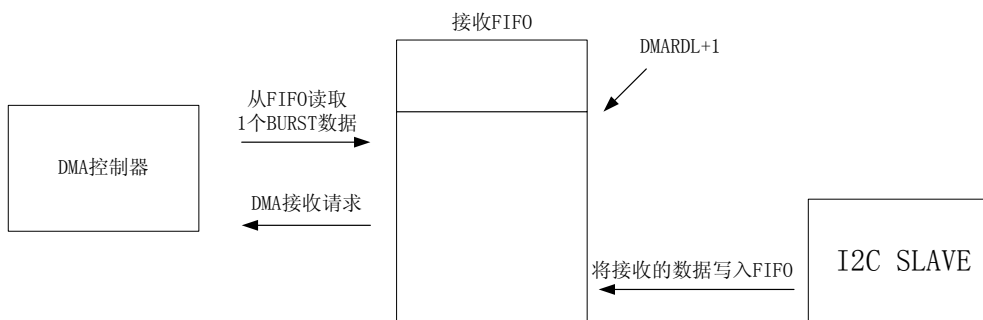 接收FIFO
DMARDL+1
从FIFO读取
1个BURST数据
DMA控制器
DMA接收请求
将接收的数据写入FIFO
I2C SLAVE